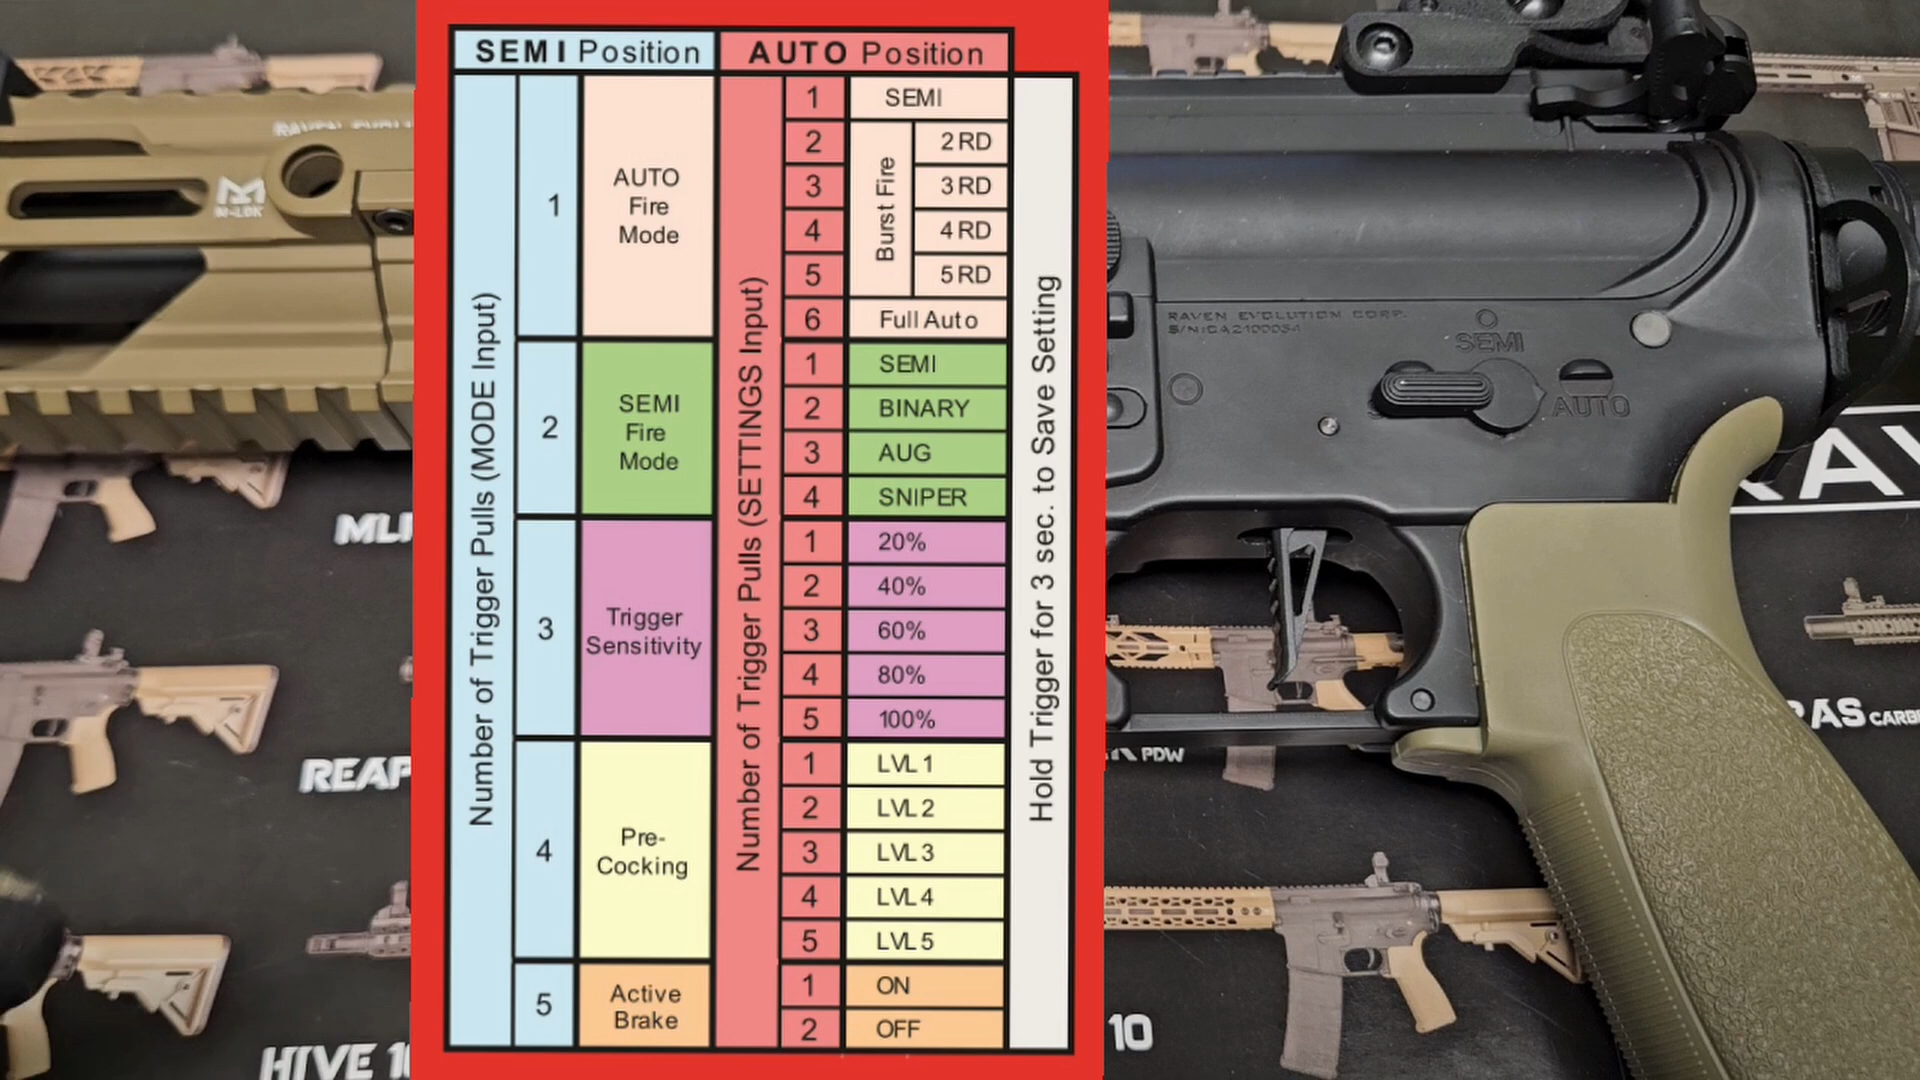 SEMI Position
AUTO Position
Number of Trigger Pulls (MODE Input)
1
AUTO
Fire
Mode
2
SEMI
Fire
Mode
3
Trigger
Sensitivity
4
Pre-
Cocking
5
Active
Brake
Number of Trigger Pulls (SETTINGS Input)
1 SEMI
Burst Fire
2 2 RD
3 3 RD
4 4 RD
5 5 RD
6 Full Auto
1 SEMI
2 BINARY
3 AUG
4 SNIPER
1 20%
2 40%
3 60%
4 80%
5 100%
1 LVL 1
2 LVL 2
3 LVL 3
4 LVL 4
5 LVL 5
1 ON
2 OFF
Hold Trigger for 3 sec. to Save Setting
M-LOK
RAVEN EVOLUTION CORP.
SEMI
AUTO
PDW
HIVE
10